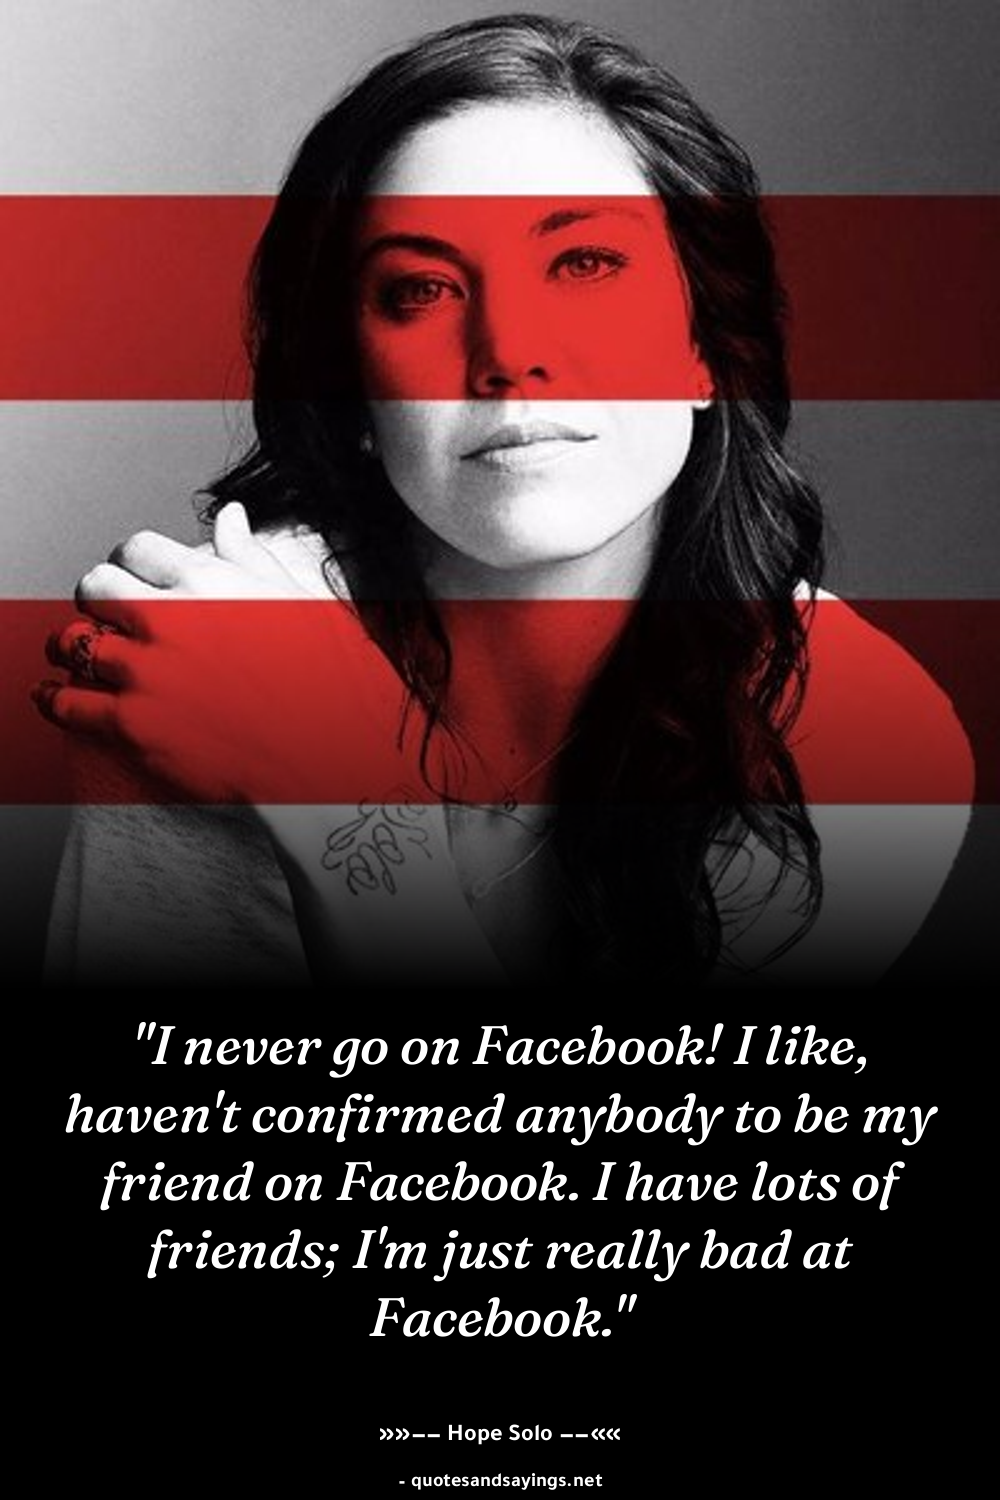 "I never go on Facebook! I like,
haven't confirmed anybody to be my
friend on Facebook. I have lots of
friends; I'm just really bad at
Facebook."
»»–– Hope Solo ––««
- quotesandsayings.net